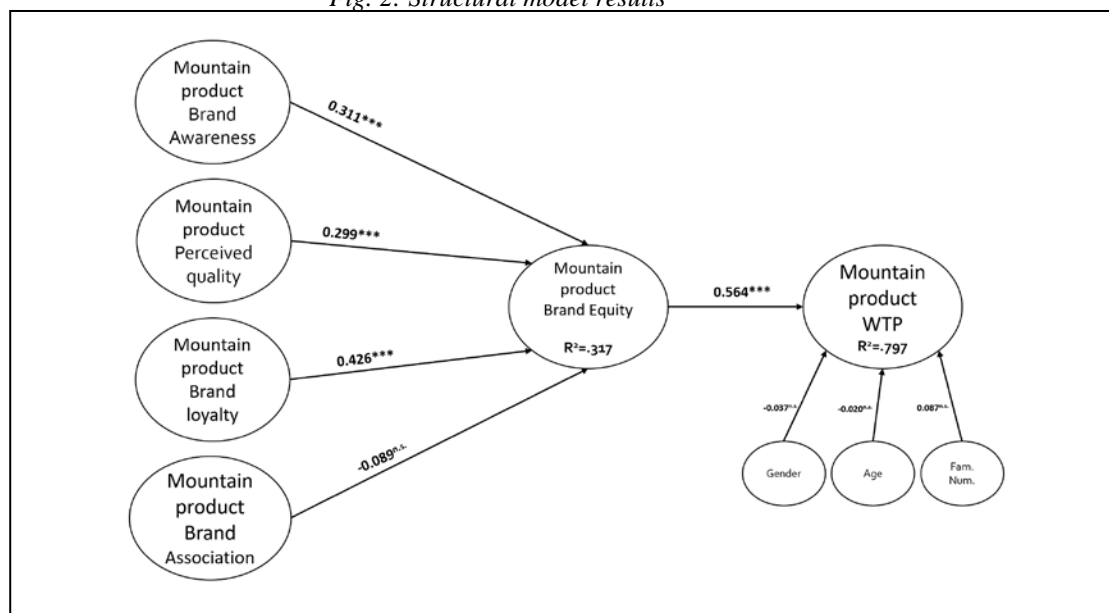 Fig. 2: Structural model results
Mountain
product
Brand
Awareness
0.311***
Mountain
product
Perceived
quality
0.299***
Mountain
product
Brand
loyalty
0.426***
Mountain
product
Brand
Association
-0.089n.s.
Mountain
product
Brand Equity
R²=.317
0.564***
Mountain
product
WTP
R²=.797
-0.037n.s.
-0.020n.s.
0.087n.s.
Gender
Age
Fam.
Num.